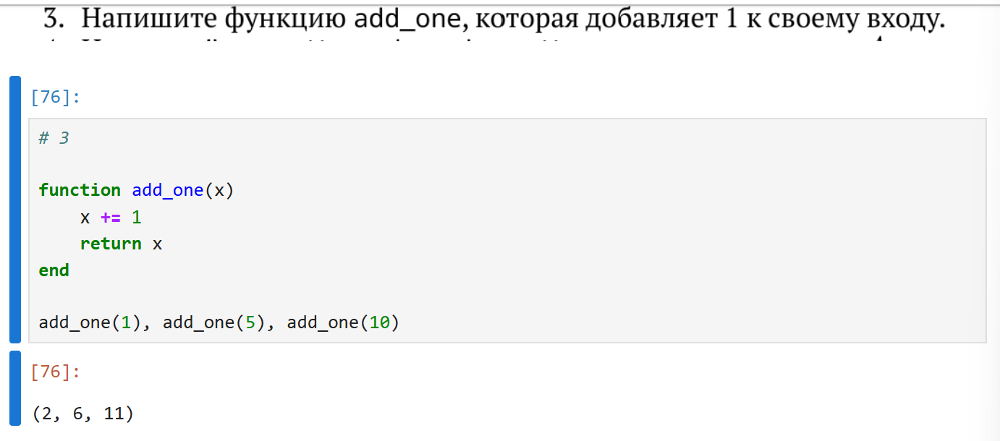 3. Напишите функцию add_one, которая добавляет 1 к своему входу.
[76]:
# 3
function add_one(x)
x += 1
return x
end
add_one(1), add_one(5), add_one(10)
[76]:
(2, 6, 11)